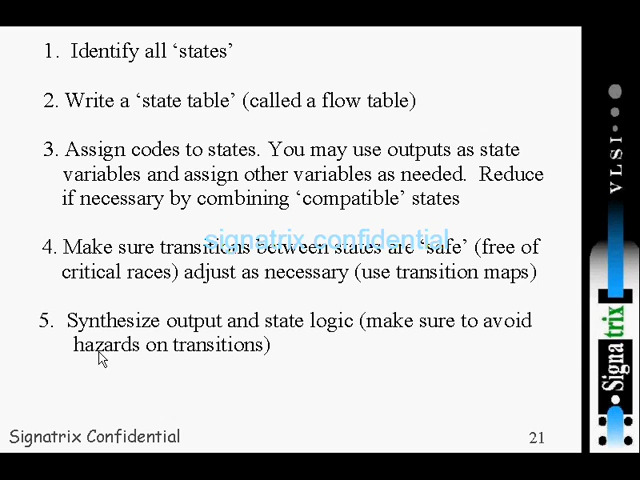 1. Identify all ‘states’
2. Write a ‘state table’ (called a flow table)
3. Assign codes to states. You may use outputs as state
variables and assign other variables as needed. Reduce
if necessary by combining ‘compatible’ states
signatrix confidential
4. Make sure transitions between states are ‘safe’ (free of
critical races) adjust as necessary (use transition maps)
5. Synthesize output and state logic (make sure to avoid
hazards on transitions)
Signatrix Confidential
21
VLSI
Signatrix